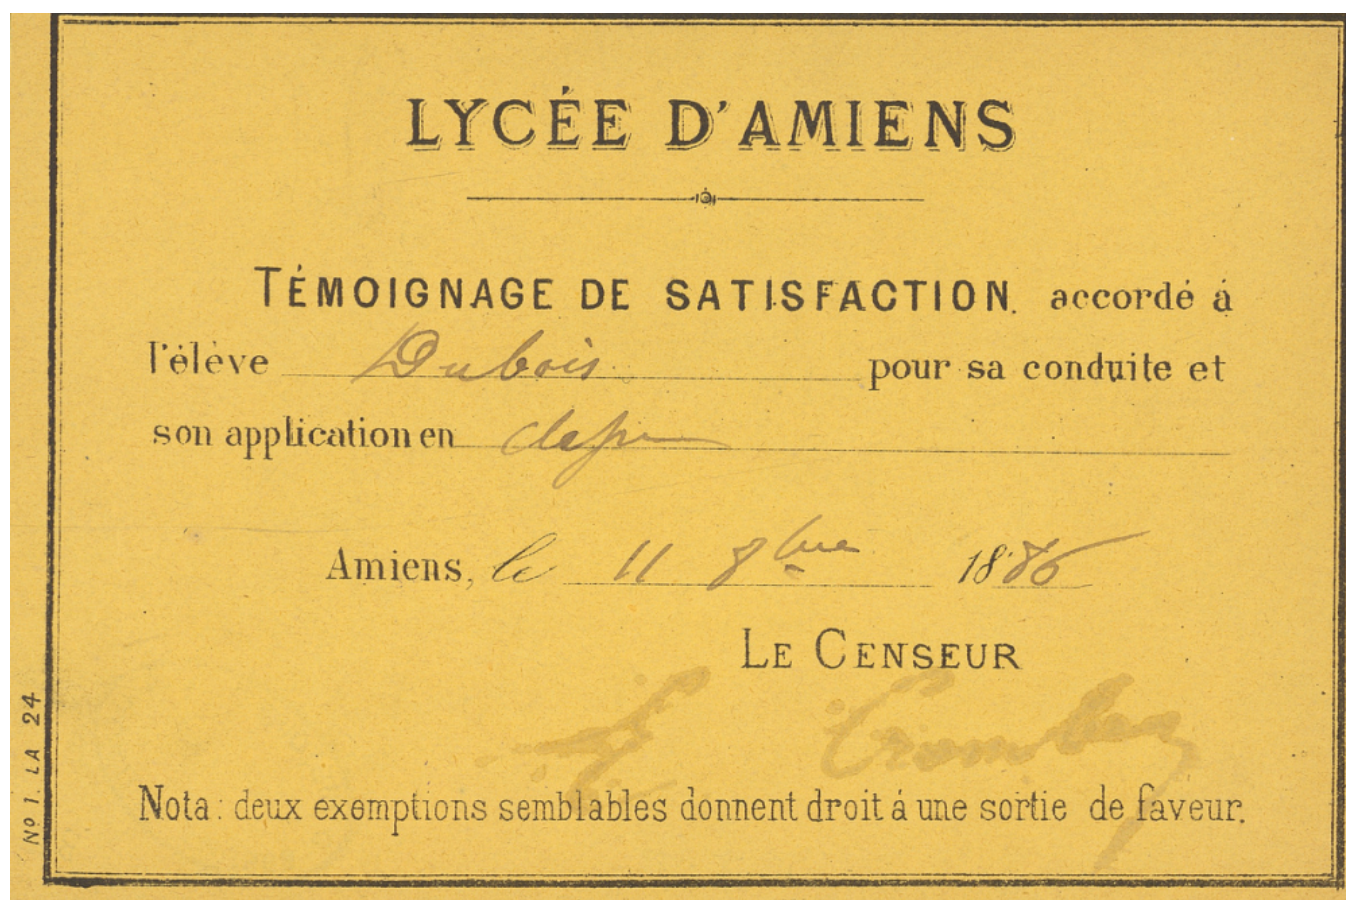 LYCÉE D'AMIENS
TÉMOIGNAGE DE SATISFACTION, accordé á
l'élève Dubois pour sa conduite et
son application en
Amiens, le 11 8bre 1886
LE CENSEUR
Nota: deux exemptions semblables donnent droit á une sortie de faveur.
Nº 1. LA 24